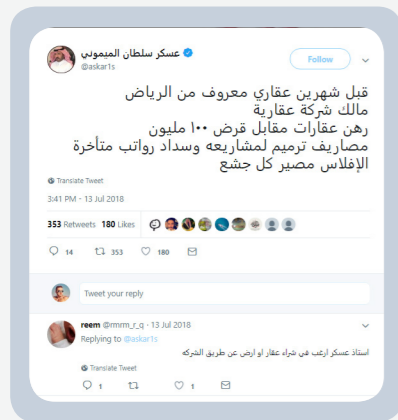 عسكر سلطان الميموني
@askar1s
Follow
قبل شهرين عقاري معروف من الرياض
مالك شركة عقارية
رهن عقارات مقابل قرض ١٠٠ مليون
مصاريف ترميم لمشاريعه وسداد رواتب متأخرة
الإفلاس مصير كل جشع
Translate Tweet
3:41 PM - 13 Jul 2018
353 Retweets 180 Likes
14 353 180
Tweet your reply
reem @rmrm_r_q · 13 Jul 2018
Replying to @askar1s
استاذ عسكر ارغب في شراء عقار او ارض عن طريق الشركه
Translate Tweet
1 1